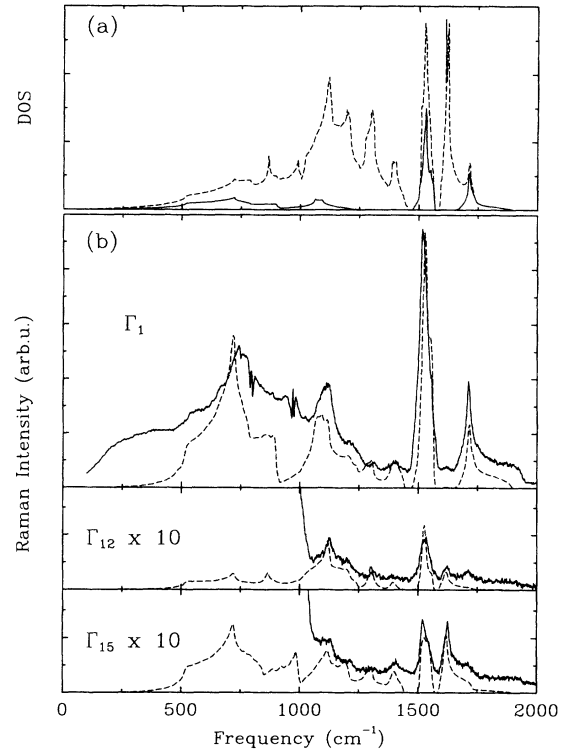 (a)
DOS
(b)
Γ₁
Raman Intensity (arb.u.)
Γ₁₂ x 10
Γ₁₅ x 10
0 500 1000 1500 2000
Frequency (cm⁻¹)